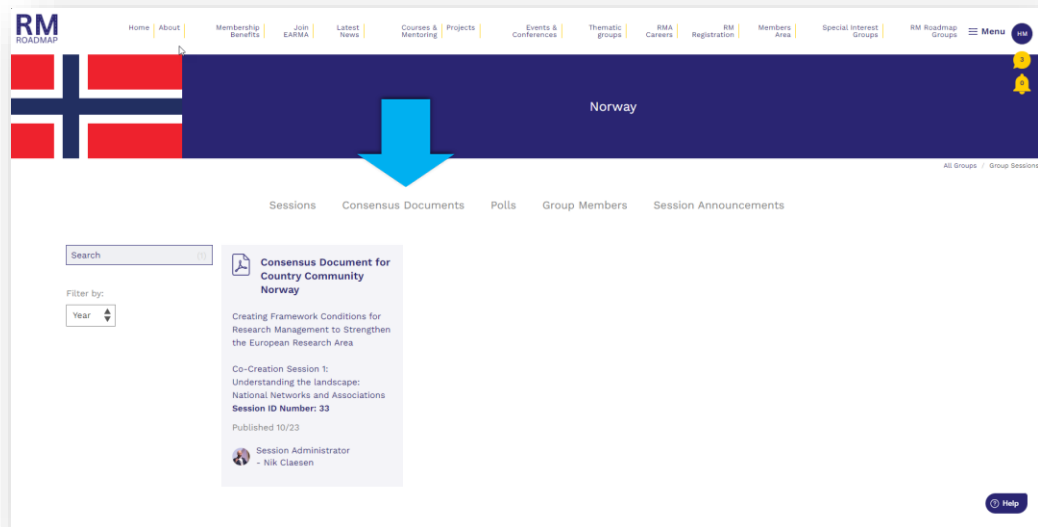 RM
ROADMAP
Home
About
Membership
Benefits
Join
EARMA
Latest
News
Courses &
Mentoring
Projects
Events &
Conferences
Thematic
groups
RMA
Careers
RM
Registration
Members
Area
Special Interest
Groups
RM Roadmap
Groups
Menu
HM
3
0
Norway
All Groups / Group Sessions
Sessions Consensus Documents Polls Group Members Session Announcements
Search (1)
Filter by:
Year
Consensus Document for
Country Community
Norway
Creating Framework Conditions for
Research Management to Strengthen
the European Research Area
Co-Creation Session 1:
Understanding the landscape:
National Networks and Associations
Session ID Number: 33
Published 10/23
Session Administrator
- Nik Claesen
? Help